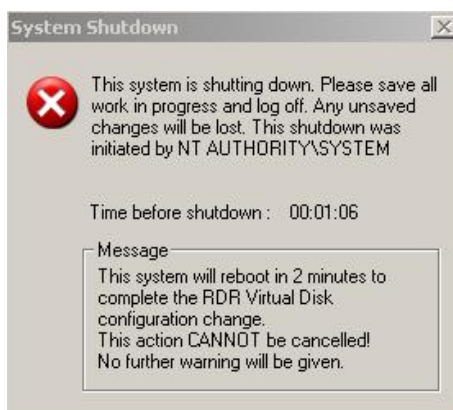 System Shutdown
This system is shutting down. Please save all
work in progress and log off. Any unsaved
changes will be lost. This shutdown was
initiated by NT AUTHORITY\SYSTEM
Time before shutdown : 00:01:06
Message
This system will reboot in 2 minutes to
complete the RDR Virtual Disk
configuration change.
This action CANNOT be cancelled!
No further warning will be given.